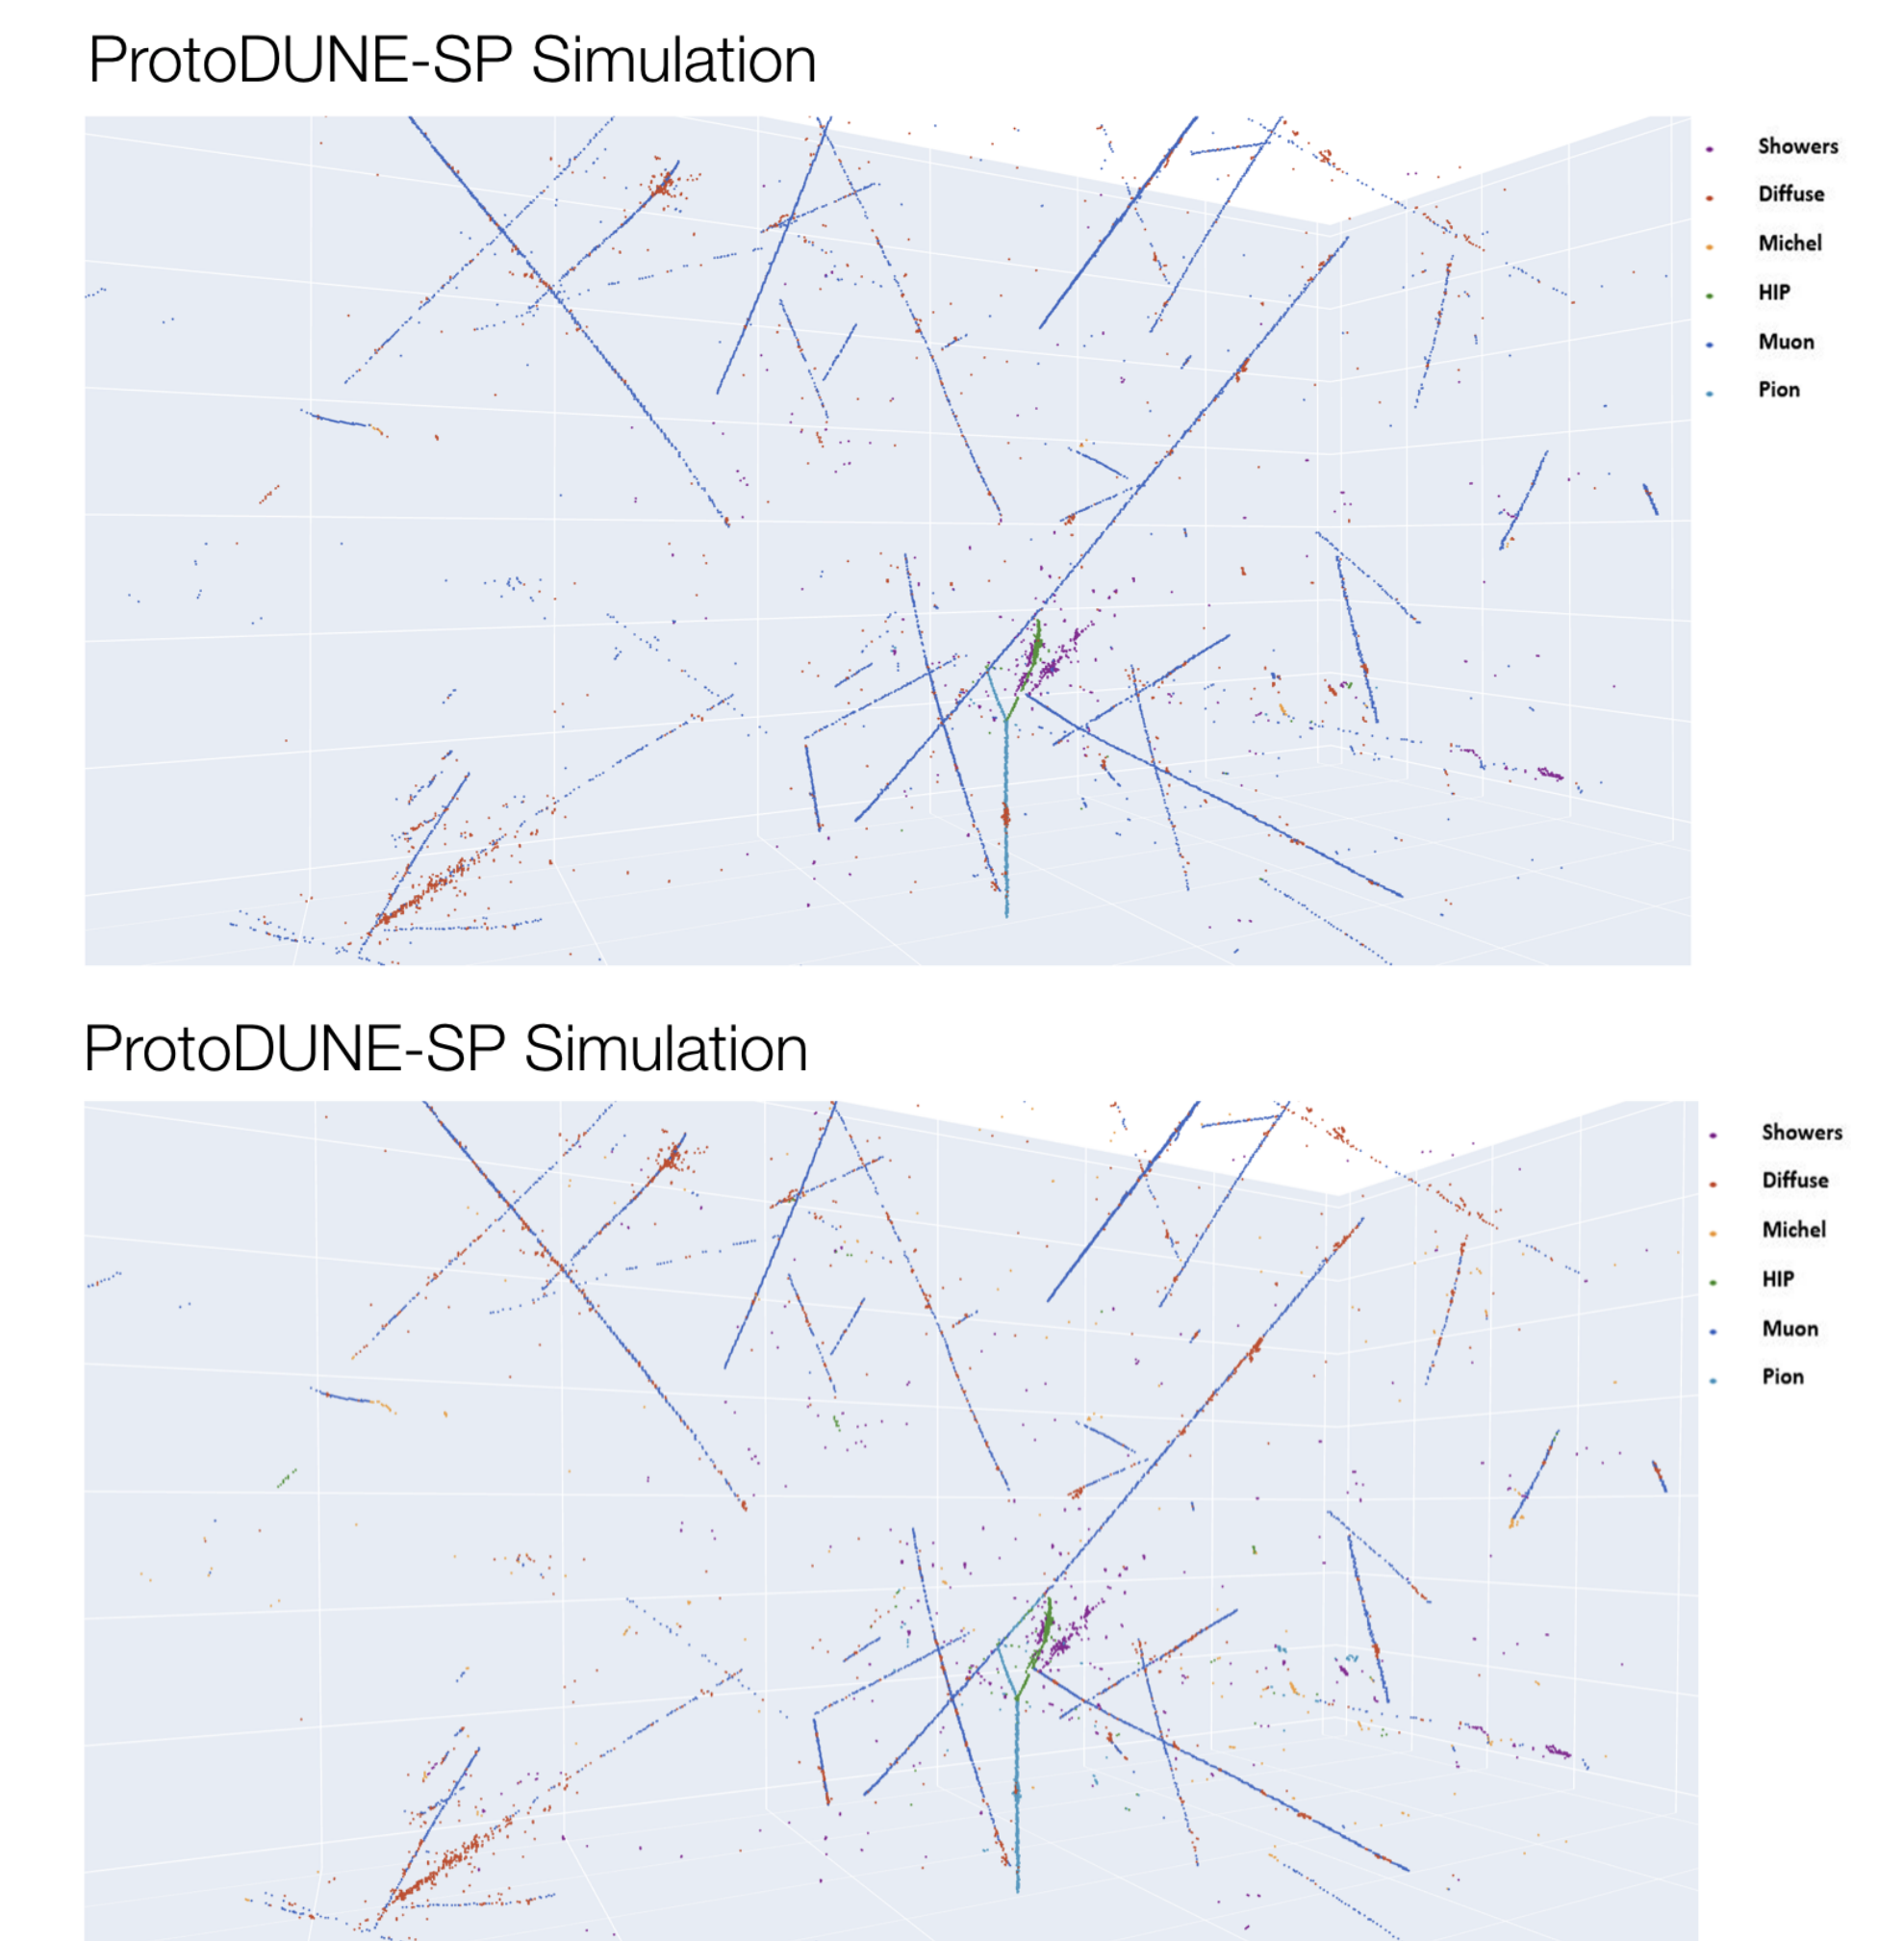 ProtoDUNE-SP Simulation
Showers
Diffuse
Michel
HIP
Muon
Pion
ProtoDUNE-SP Simulation
Showers
Diffuse
Michel
HIP
Muon
Pion